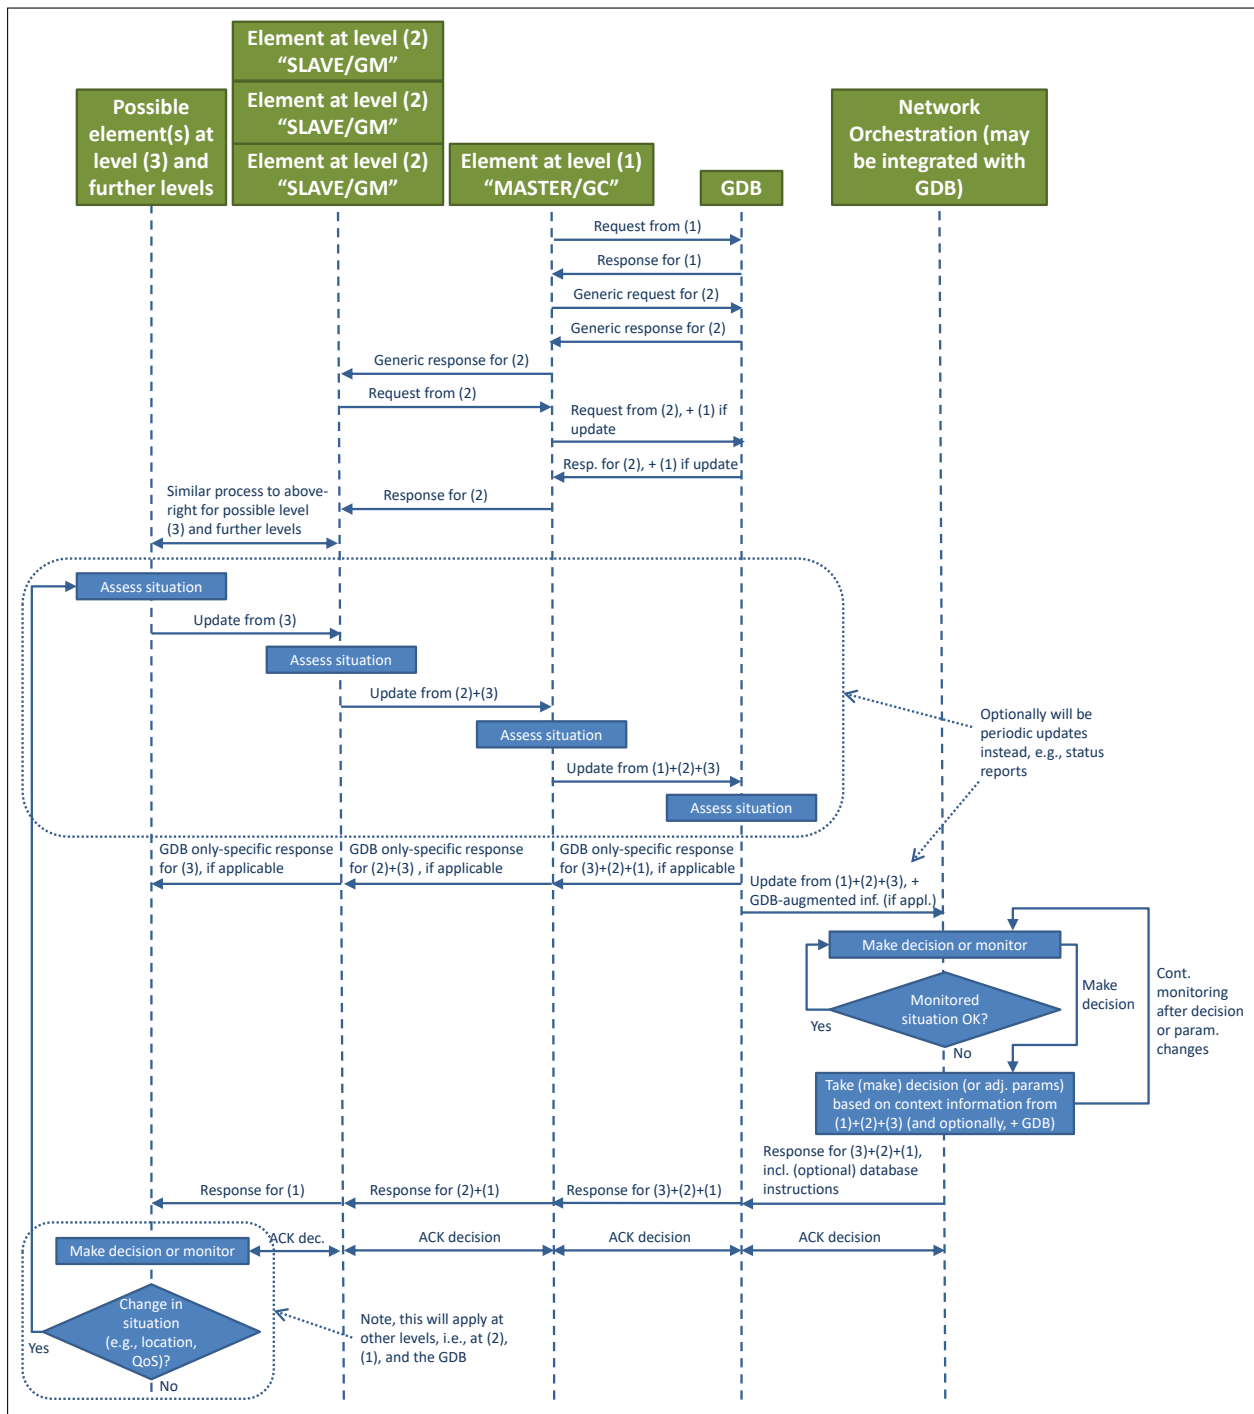 Element at level (2)
“SLAVE/GM”
Element at level (2)
“SLAVE/GM”
Element at level (2)
“SLAVE/GM”
Possible
element(s) at
level (3) and
further levels
Element at level (1)
“MASTER/GC”
GDB
Network
Orchestration (may
be integrated with
GDB)
Request from (1)
Response for (1)
Generic request for (2)
Generic response for (2)
Generic response for (2)
Request from (2)
Request from (2), + (1) if
update
Resp. for (2), + (1) if update
Response for (2)
Similar process to above-
right for possible level
(3) and further levels
Assess situation
Update from (3)
Assess situation
Update from (2)+(3)
Assess situation
Update from (1)+(2)+(3)
Assess situation
Optionally will be
periodic updates
instead, e.g., status
reports
GDB only-specific response
for (3), if applicable
GDB only-specific response
for (2)+(3) , if applicable
GDB only-specific response
for (3)+(2)+(1), if applicable
Update from (1)+(2)+(3), +
GDB-augmented inf. (if appl.)
Make decision or monitor
Monitored
situation OK?
Yes
No
Make
decision
Cont.
monitoring
after decision
or param.
changes
Take (make) decision (or adj. params)
based on context information from
(1)+(2)+(3) (and optionally, + GDB)
Response for (3)+(2)+(1),
incl. (optional) database
instructions
Response for (1)
Response for (2)+(1)
Response for (3)+(2)+(1)
Make decision or monitor
ACK dec.
ACK decision
ACK decision
ACK decision
Change in
situation
(e.g., location,
QoS)?
Yes
No
Note, this will apply at
other levels, i.e., at (2),
(1), and the GDB